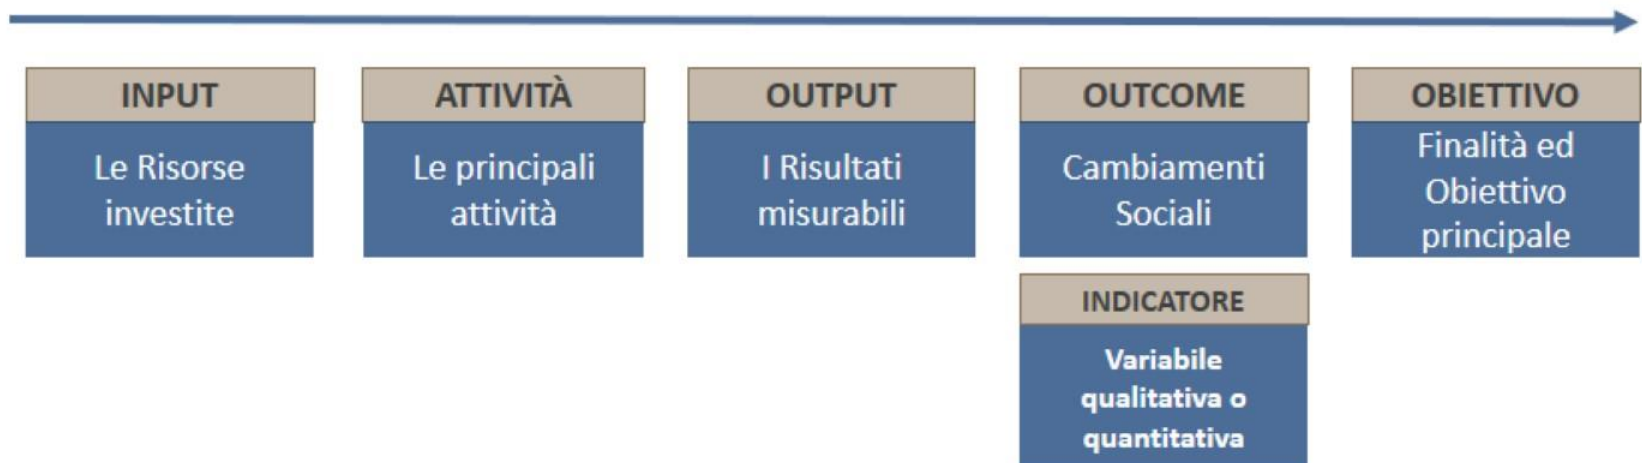 INPUT
Le Risorse
investite
ATTIVITÀ
Le principali
attività
OUTPUT
I Risultati
misurabili
OUTCOME
Cambiamenti
Sociali
INDICATORE
Variabile
qualitativa o
quantitativa
OBIETTIVO
Finalità ed
Obiettivo
principale